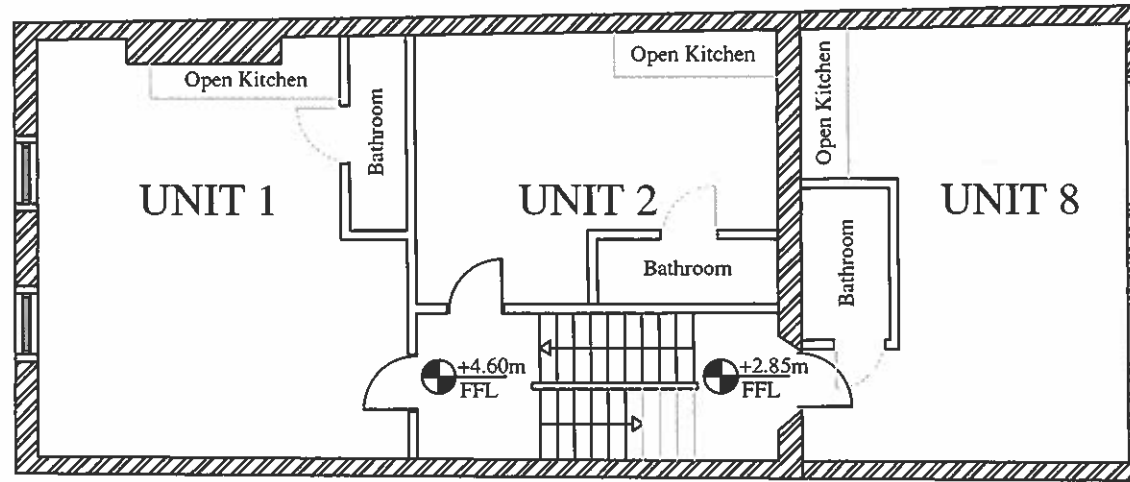 Open Kitchen
Bathroom
UNIT 1
Open Kitchen
UNIT 2
Bathroom
Open Kitchen
UNIT 8
Bathroom
+4.60m
FFL
+2.85m
FFL